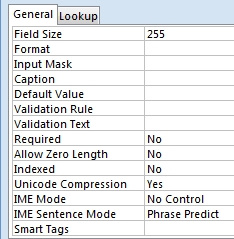 General Lookup
Field Size 255
Format
Input Mask
Caption
Default Value
Validation Rule
Validation Text
Required No
Allow Zero Length No
Indexed No
Unicode Compression Yes
IME Mode No Control
IME Sentence Mode Phrase Predict
Smart Tags